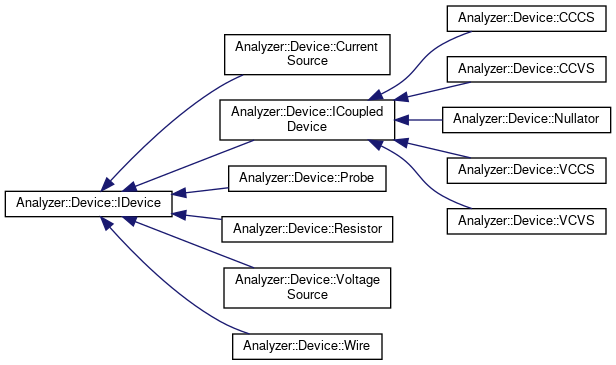 Analyzer::Device::IDevice
Analyzer::Device::Current
Source
Analyzer::Device::ICoupled
Device
Analyzer::Device::Probe
Analyzer::Device::Resistor
Analyzer::Device::Voltage
Source
Analyzer::Device::Wire
Analyzer::Device::CCCS
Analyzer::Device::CCVS
Analyzer::Device::Nullator
Analyzer::Device::VCCS
Analyzer::Device::VCVS